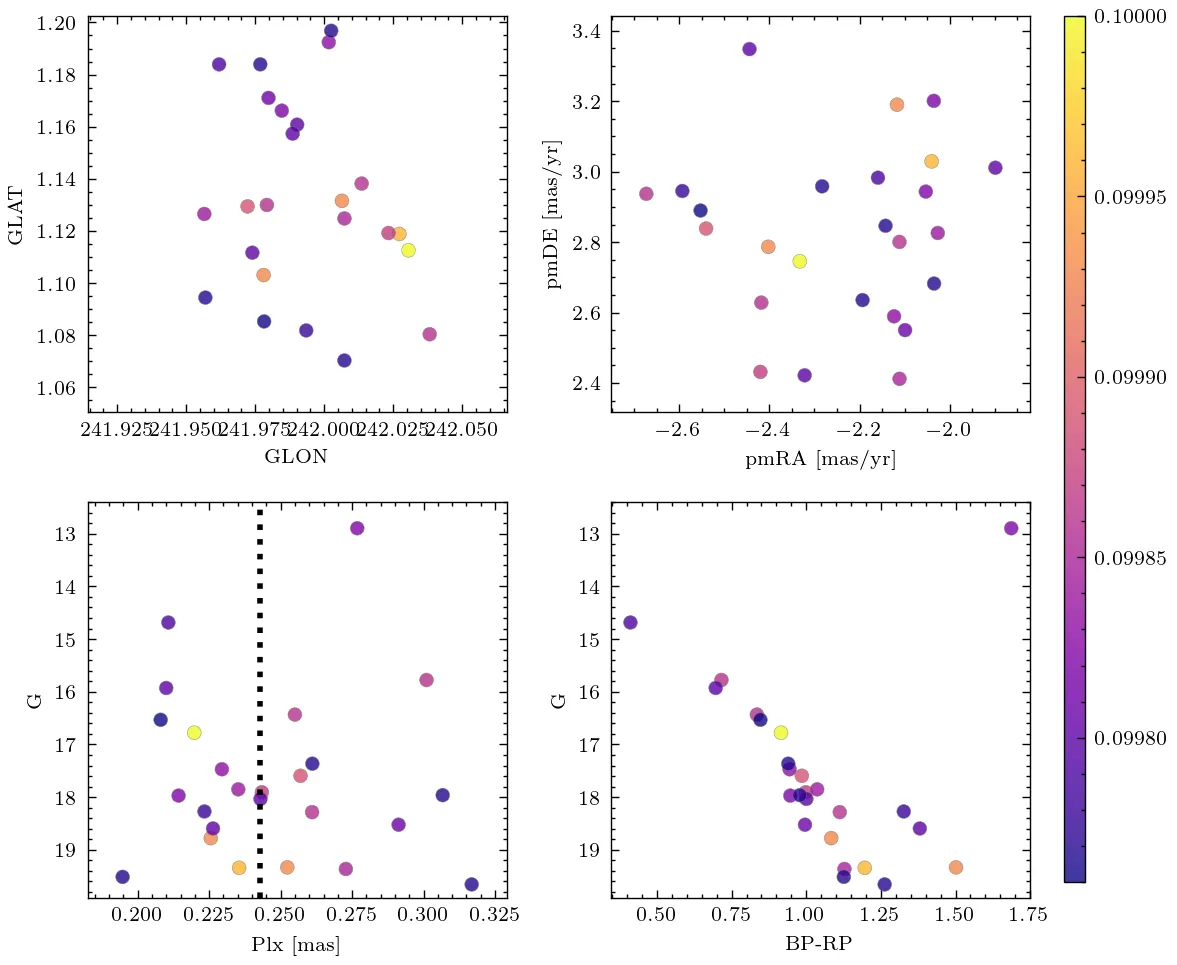 1.20
1.18
1.16
1.14
1.12
1.10
1.08
1.06
GLAT
241.925 241.950 241.975 242.000 242.025 242.050
GLON
3.4
3.2
3.0
2.8
2.6
2.4
pmDE [mas/yr]
−2.6 −2.4 −2.2 −2.0
pmRA [mas/yr]
0.10000
0.09995
0.09990
0.09985
0.09980
13
14
15
16
17
18
19
G
0.200 0.225 0.250 0.275 0.300 0.325
Plx [mas]
13
14
15
16
17
18
19
G
0.50 0.75 1.00 1.25 1.50 1.75
BP-RP